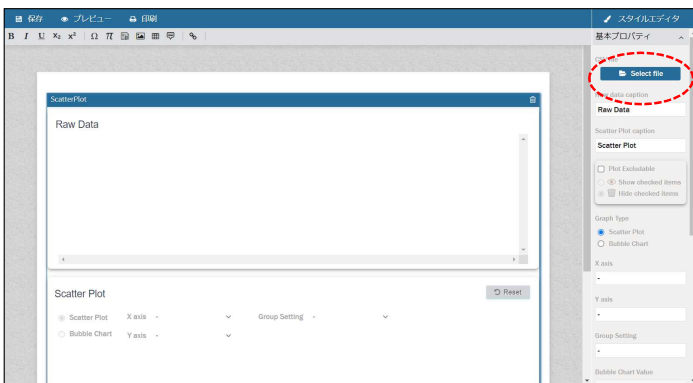 保存 プレビュー 印刷
スタイルエディタ
B I U X₂ x² Ω π
基本プロパティ
Select file
Raw data caption
Raw Data
Scatter Plot caption
Scatter Plot
Plot Excludable
Show checked items
Hide checked items
Graph Type
Scatter Plot
Bubble Chart
X axis
-
Y axis
-
Group Setting
-
Bubble Chart Value
ScatterPlot
Raw Data
Scatter Plot
Reset
Scatter Plot X axis - Group Setting -
Bubble Chart Y axis -